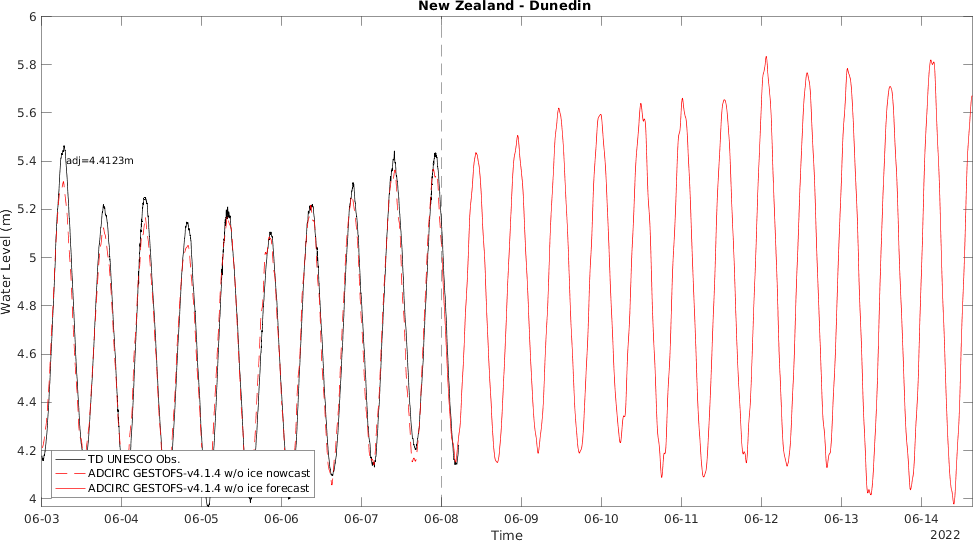 New Zealand - Dunedin
6
5.8
5.6
5.4
adj=4.4123m
5.2
5
Water Level (m)
4.8
4.6
4.4
4.2
4
TD UNESCO Obs.
ADCIRC GESTOFS-v4.1.4 w/o ice nowcast
ADCIRC GESTOFS-v4.1.4 w/o ice forecast
06-03 06-04 06-05 06-06 06-07 06-08 06-09 06-10 06-11 06-12 06-13 06-14
Time
2022